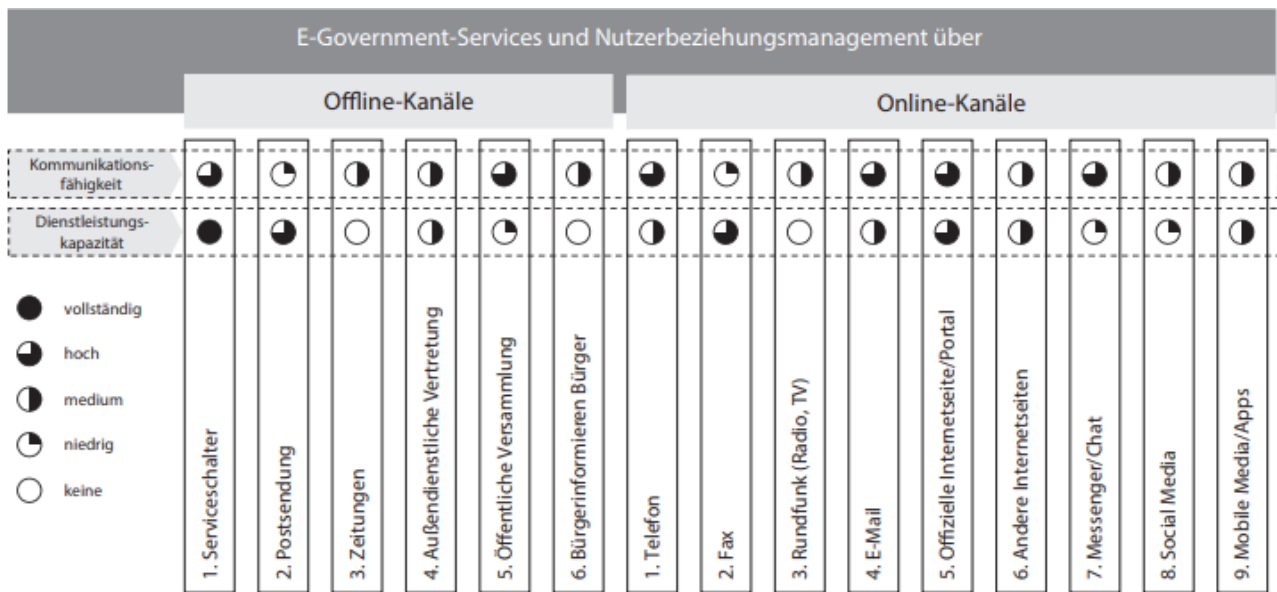 E-Government-Services und Nutzerbeziehungsmanagement über
Offline-Kanäle
Online-Kanäle
Kommunikations-
fähigkeit
Dienstleistungs-
kapazität
vollständig
hoch
medium
niedrig
keine
1. Serviceschalter
2. Postsendung
3. Zeitungen
4. Außendienstliche Vertretung
5. Öffentliche Versammlung
6. Bürgerinformieren Bürger
1. Telefon
2. Fax
3. Rundfunk (Radio, TV)
4. E-Mail
5. Offizielle Internetseite/Portal
6. Andere Internetseiten
7. Messenger/Chat
8. Social Media
9. Mobile Media/Apps